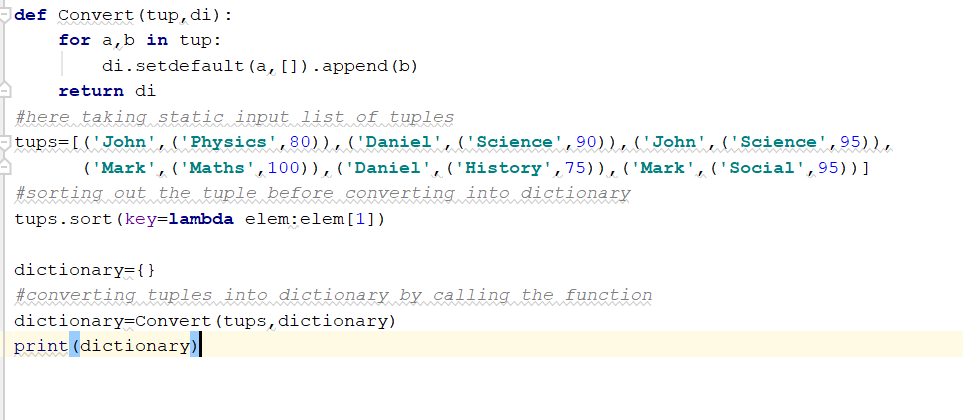 def Convert(tup,di):
    for a,b in tup:
        di.setdefault(a,[]).append(b)
    return di
#here taking static input list of tuples
tups=[('John',('Physics',80)),('Daniel',('Science',90)),('John',('Science',95)),
      ('Mark',('Maths',100)),('Daniel',('History',75)),('Mark',('Social',95))]
#sorting out the tuple before converting into dictionary
tups.sort(key=lambda elem:elem[1])

dictionary={}
#converting tuples into dictionary by calling the function
dictionary=Convert(tups,dictionary)
print(dictionary)